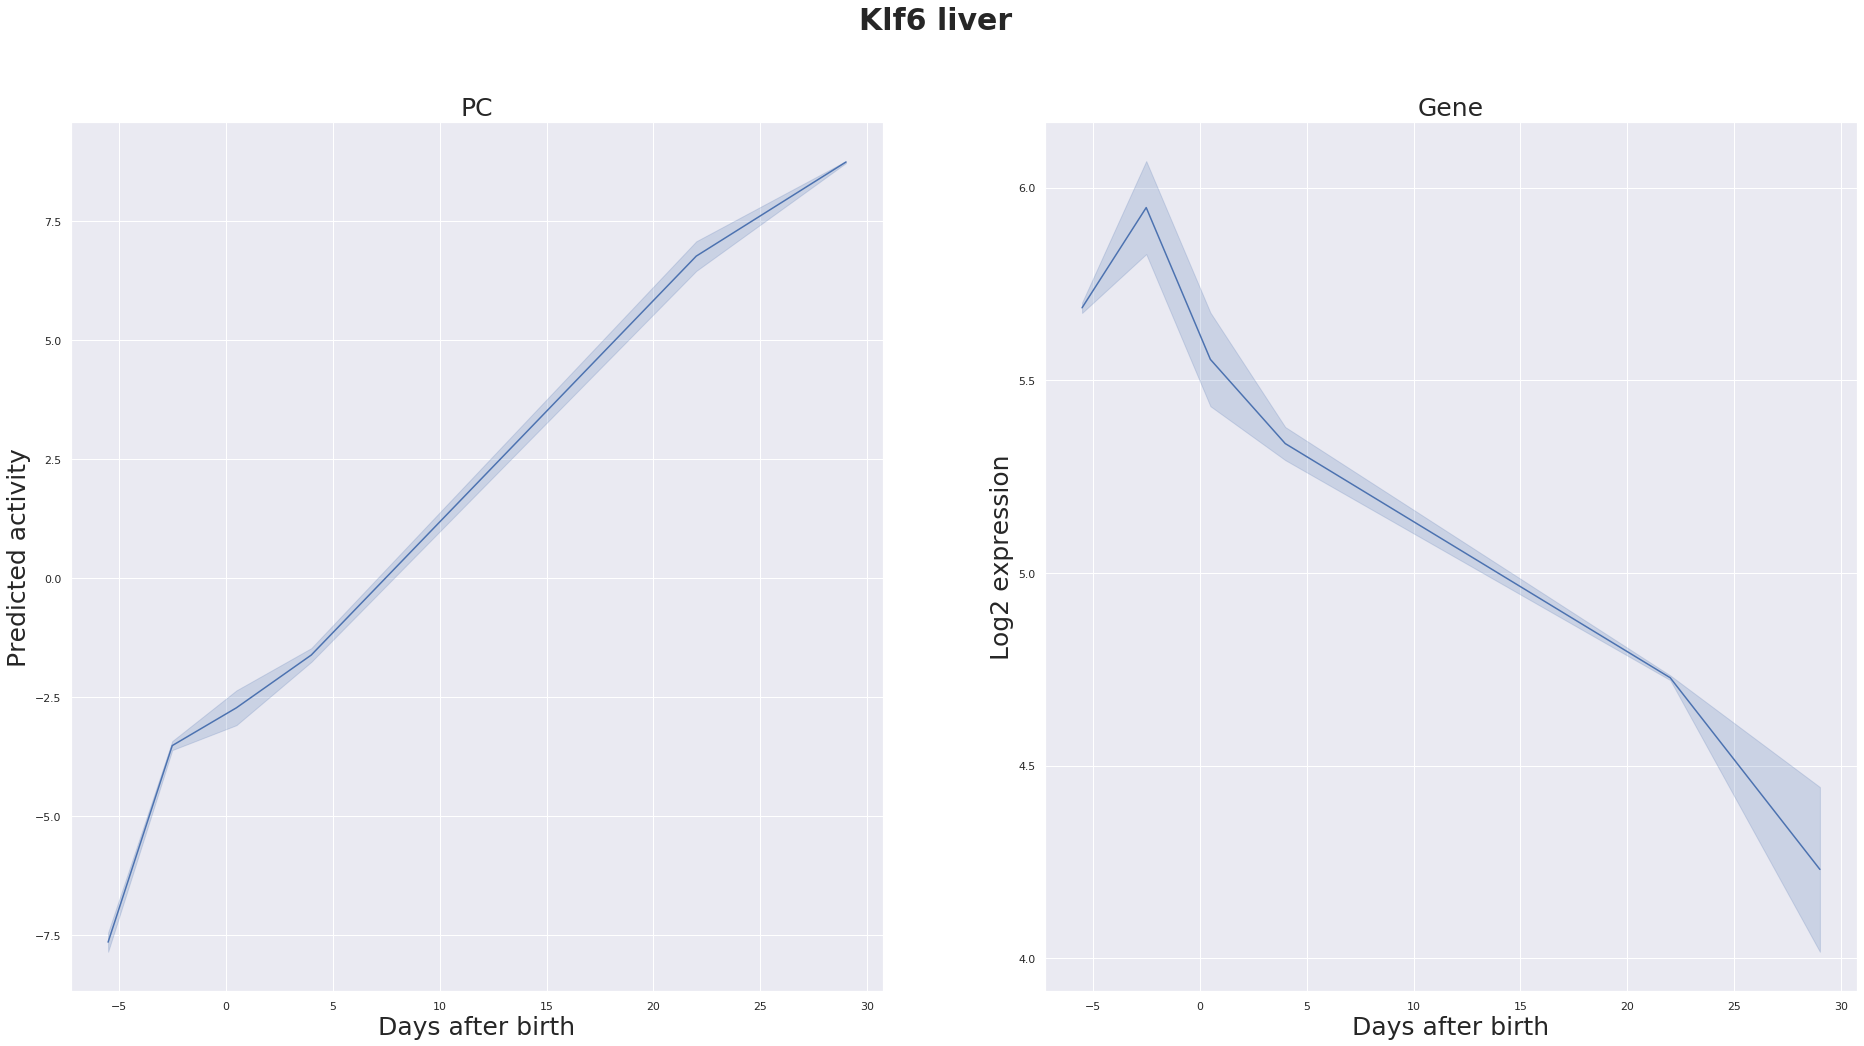 Klf6 liver
PC
Predicted activity
7.5
5.0
2.5
0.0
−2.5
−5.0
−7.5
−5 0 5 10 15 20 25 30
Days after birth
Gene
Log2 expression
6.0
5.5
5.0
4.5
4.0
−5 0 5 10 15 20 25 30
Days after birth